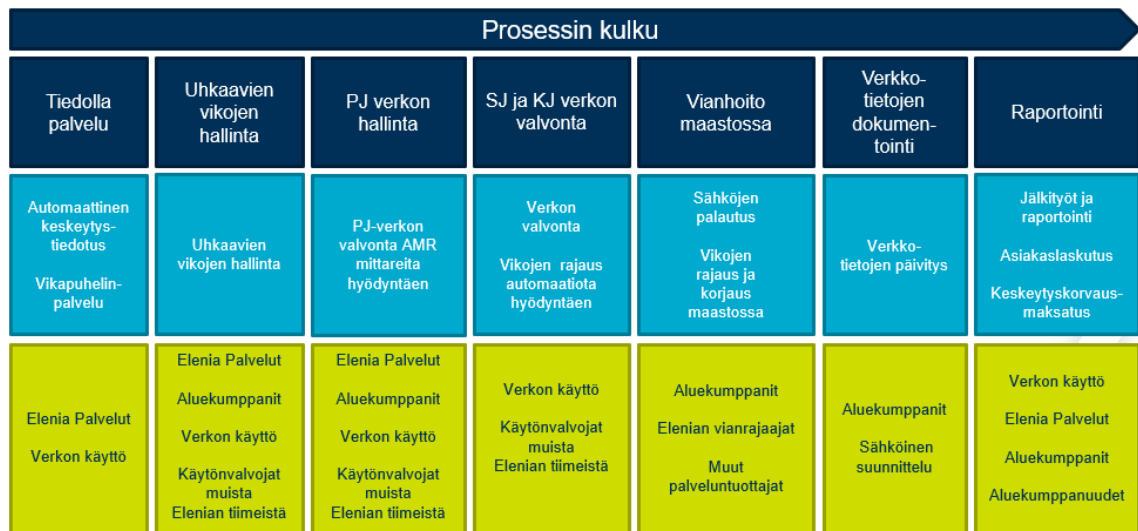 Prosessin kulku
Tiedolla
palvelu
Uhkaavien
vikojen
hallinta
PJ verkon
hallinta
SJ ja KJ verkon
valvonta
Vianhoito
maastossa
Verkko-
tietojen
dokumen-
tointi
Raportointi
Automaattinen
keskeytys-
tiedotus
Vikapuhelin-
palvelu
Uhkaavien
vikojen hallinta
PJ-verkon
valvonta AMR
mittareita
hyödyntäen
Verkon
valvonta
Vikojen rajaus
automaatiota
hyödyntäen
Sähköjen
palautus
Vikojen
rajaus ja
korjaus
maastossa
Verkko-
tietojen päivitys
Jälkityöt ja
raportointi
Asiakaslaskutus
Keskeytyskorvaus-
maksatus
Elenia Palvelut
Verkon käyttö
Elenia Palvelut
Aluekumppanit
Verkon käyttö
Käytönvalvojat
muista
Elenian tiimeistä
Elenia Palvelut
Aluekumppanit
Verkon käyttö
Käytönvalvojat
muista
Elenian tiimeistä
Verkon käyttö
Käytönvalvojat
muista
Elenian tiimeistä
Aluekumppanit
Elenian vianrajaajat
Muut
palveluntuottajat
Aluekumppanit
Sähköinen
suunnittelu
Verkon käyttö
Elenia Palvelut
Aluekumppanit
Aluekumppanuudet